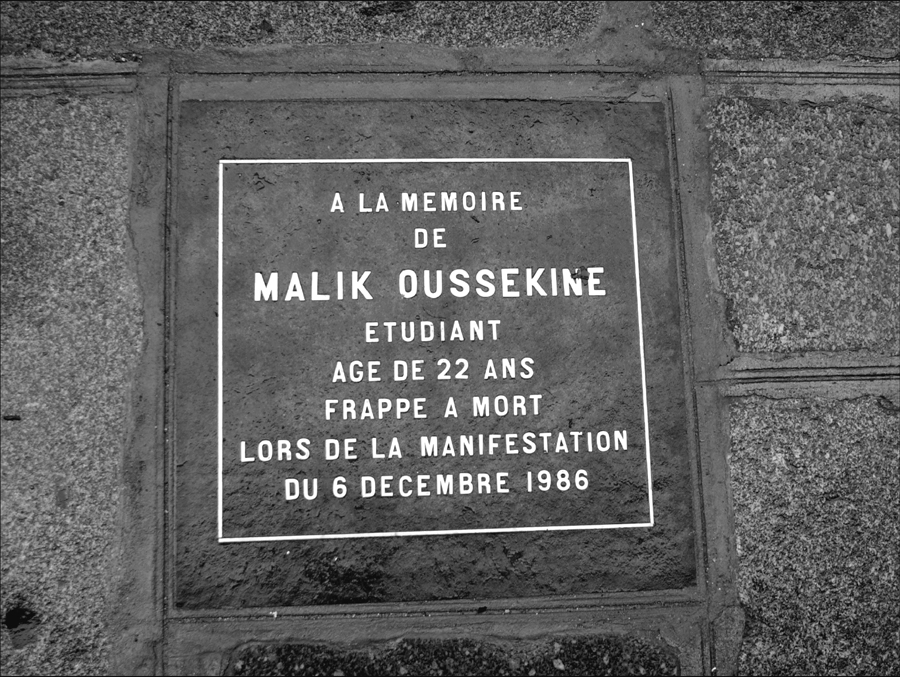 A LA MEMOIRE
DE
MALIK OUSSEKINE
ETUDIANT
AGE DE 22 ANS
FRAPPE A MORT
LORS DE LA MANIFESTATION
DU 6 DECEMBRE 1986